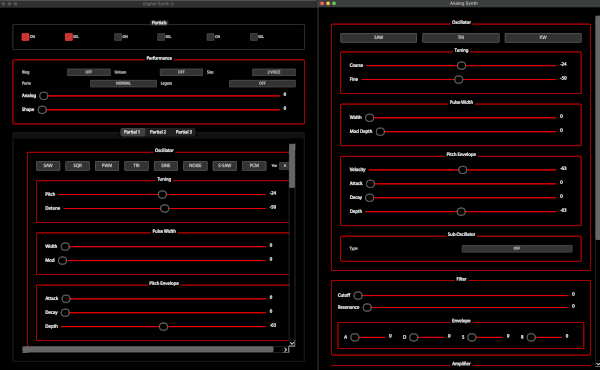 Digital Synth 2
Partials
ON SEL ON SEL ON SEL
Performance
Ring OFF Unison OFF Size 2-VOICE
Porta NORMAL Legato OFF
Analog 0
Shape 0
Partial 1 Partial 2 Partial 3
Oscillator
SAW SQR PWM TRI SINE NOISE S-SAW PCM A
Tuning
Pitch -24
Detune -50
Pulse Width
Width 0
Mod 0
Pitch Envelope
Attack 0
Decay 0
Depth -63
Analog Synth
Oscillator
SAW TRI P.W
Tuning
Coarse -24
Fine -50
Pulse Width
Width 0
Mod Depth 0
Pitch Envelope
Velocity -63
Attack 0
Decay 0
Depth -63
Sub-Oscillator
Type OFF
Filter
Cutoff 0
Resonance 0
Envelope
A 0 D 0 S 0 R 0
Amplifier